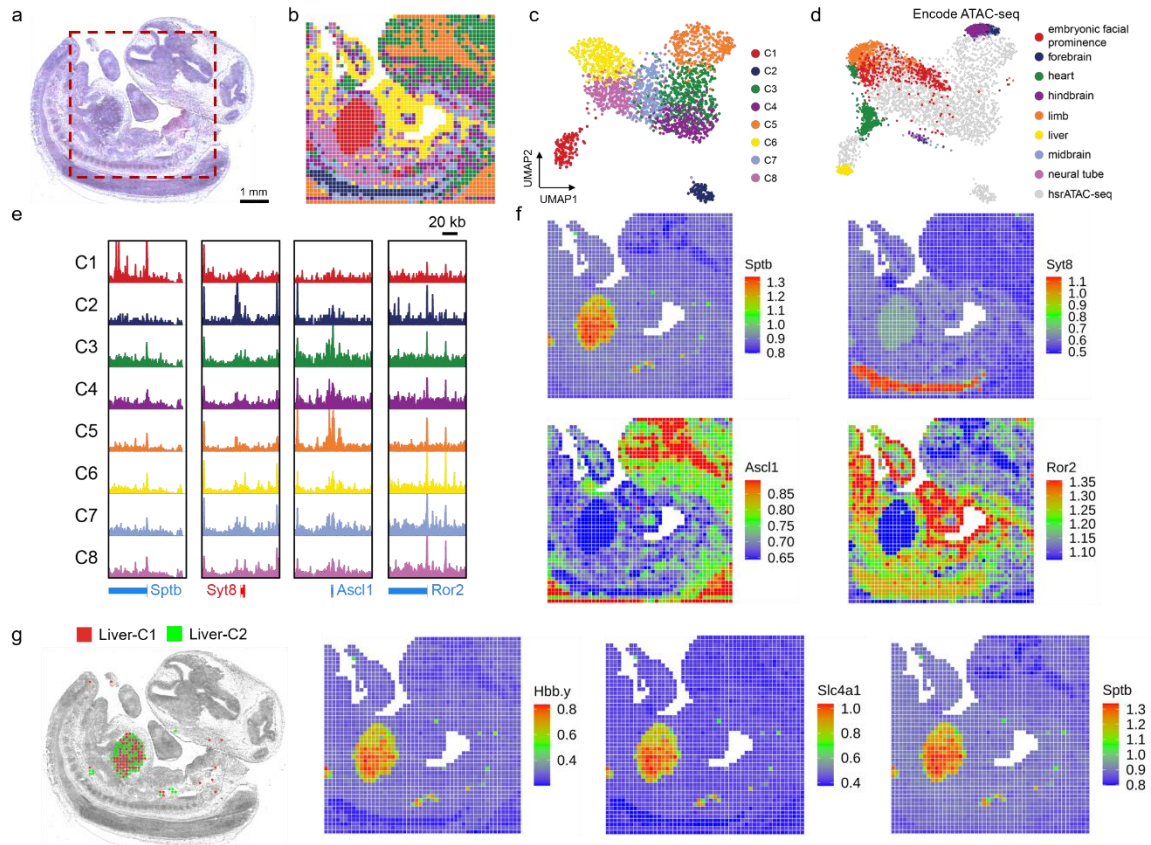 a
b
c
d
Encode ATAC-seq
1 mm
UMAP2
UMAP1
C1
C2
C3
C4
C5
C6
C7
C8
embryonic facial
prominence
forebrain
heart
hindbrain
limb
liver
midbrain
neural tube
hsrATAC-seq
e
20 kb
C1
C2
C3
C4
C5
C6
C7
C8
Sptb
Syt8
Ascl1
Ror2
f
Sptb
1.3
1.2
1.1
1.0
0.9
0.8
Syt8
1.1
1.0
0.9
0.8
0.7
0.6
0.5
Ascl1
0.85
0.80
0.75
0.70
0.65
Ror2
1.35
1.30
1.25
1.20
1.15
1.10
g
Liver-C1 Liver-C2
Hbb.y
0.8
0.6
0.4
Slc4a1
1.0
0.8
0.6
0.4
Sptb
1.3
1.2
1.1
1.0
0.9
0.8